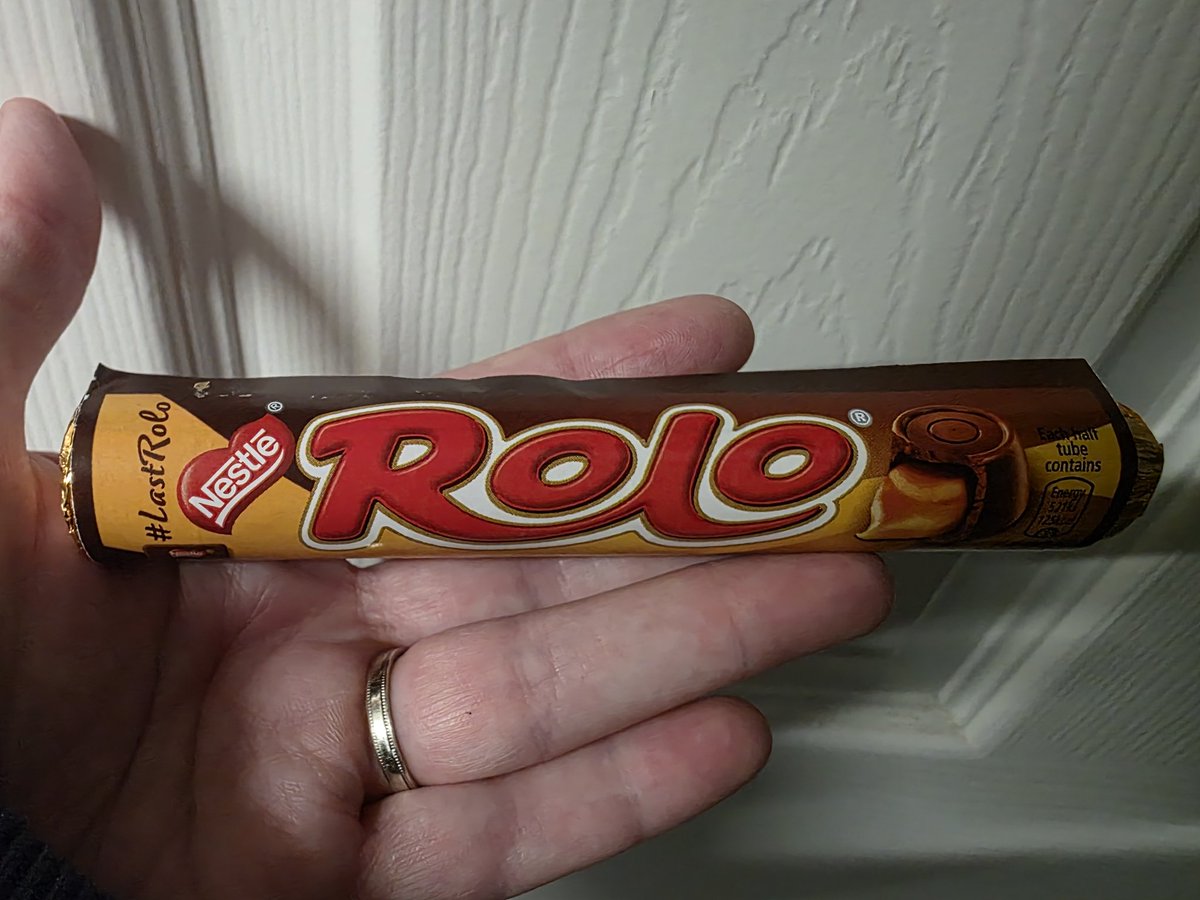 #LastRolo
Nestlé®
Rolo®
Each half
tube
contains
Energy